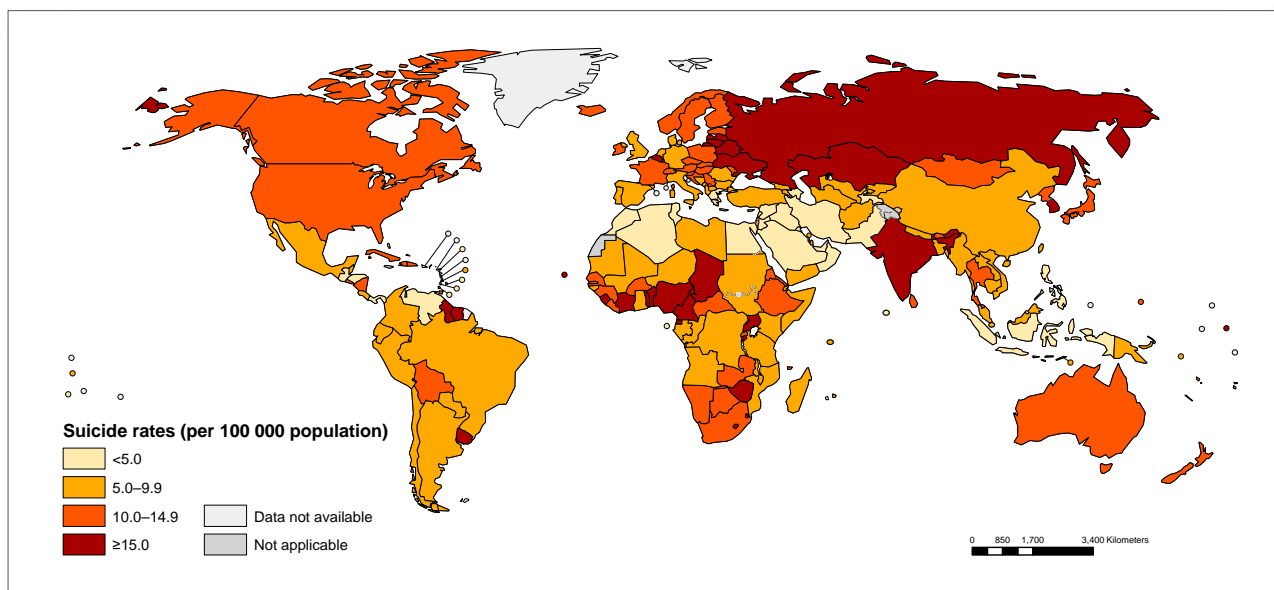 Suicide rates (per 100 000 population)
<5.0
5.0–9.9
10.0–14.9
≥15.0
Data not available
Not applicable
0 850 1,700 3,400 Kilometers